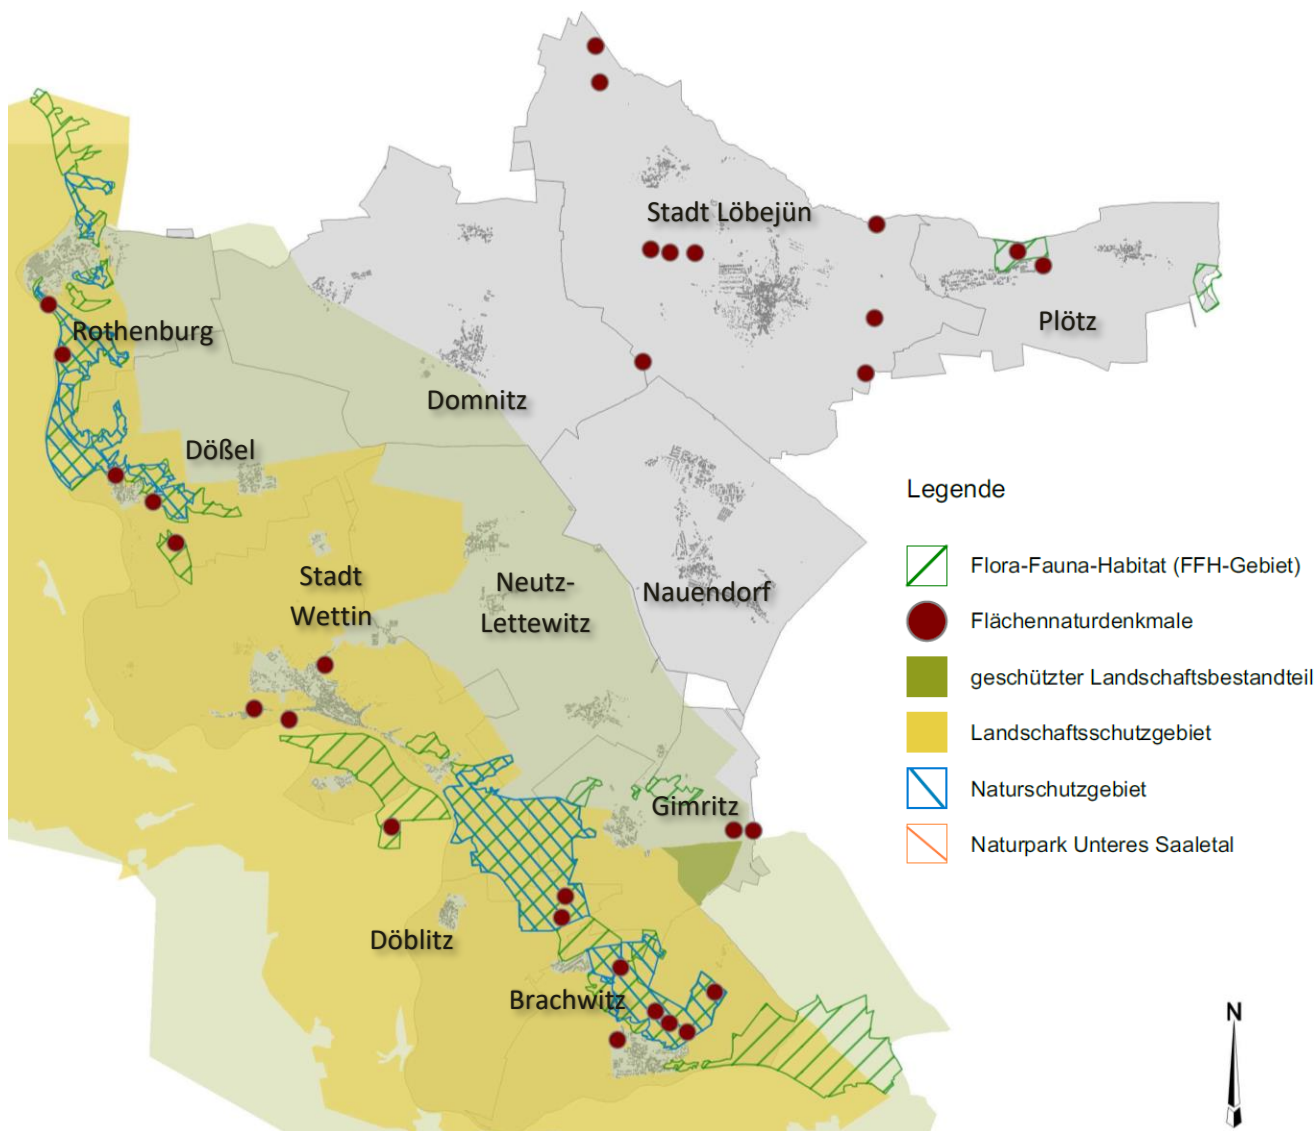 Stadt Löbejün
Plötz
Rothenburg
Domnitz
Dößel
Stadt
Wettin
Neutz-
Lettewitz
Nauendorf
Gimritz
Döblitz
Brachwitz
Legende
Flora-Fauna-Habitat (FFH-Gebiet)
Flächennaturdenkmale
geschützter Landschaftsbestandteil
Landschaftsschutzgebiet
Naturschutzgebiet
Naturpark Unteres Saaletal
N